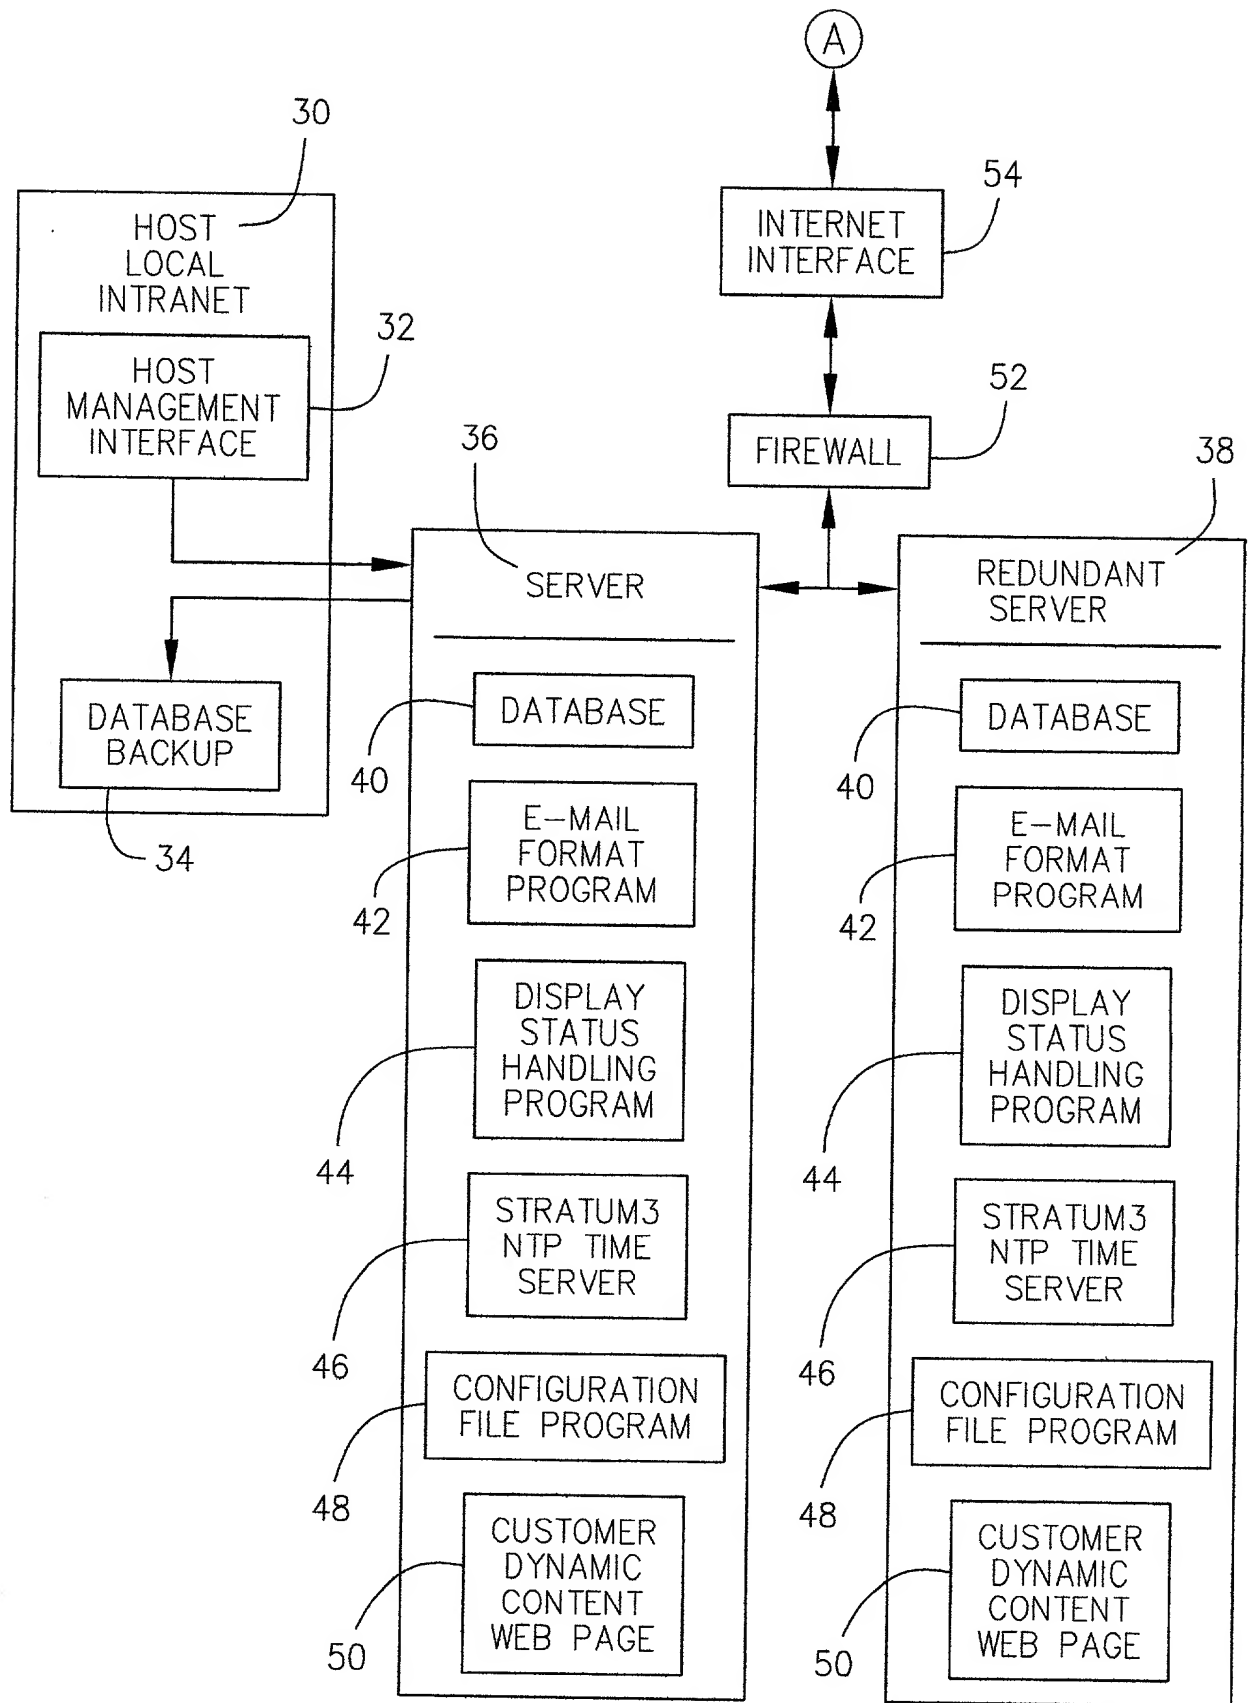 A
30
HOST
LOCAL
INTRANET
32
HOST
MANAGEMENT
INTERFACE
DATABASE
BACKUP
34
54
INTERNET
INTERFACE
52
FIREWALL
36
SERVER
40
DATABASE
42
E-MAIL
FORMAT
PROGRAM
44
DISPLAY
STATUS
HANDLING
PROGRAM
46
STRATUM3
NTP TIME
SERVER
48
CONFIGURATION
FILE PROGRAM
50
CUSTOMER
DYNAMIC
CONTENT
WEB PAGE
38
REDUNDANT
SERVER
40
DATABASE
42
E-MAIL
FORMAT
PROGRAM
44
DISPLAY
STATUS
HANDLING
PROGRAM
46
STRATUM3
NTP TIME
SERVER
48
CONFIGURATION
FILE PROGRAM
50
CUSTOMER
DYNAMIC
CONTENT
WEB PAGE